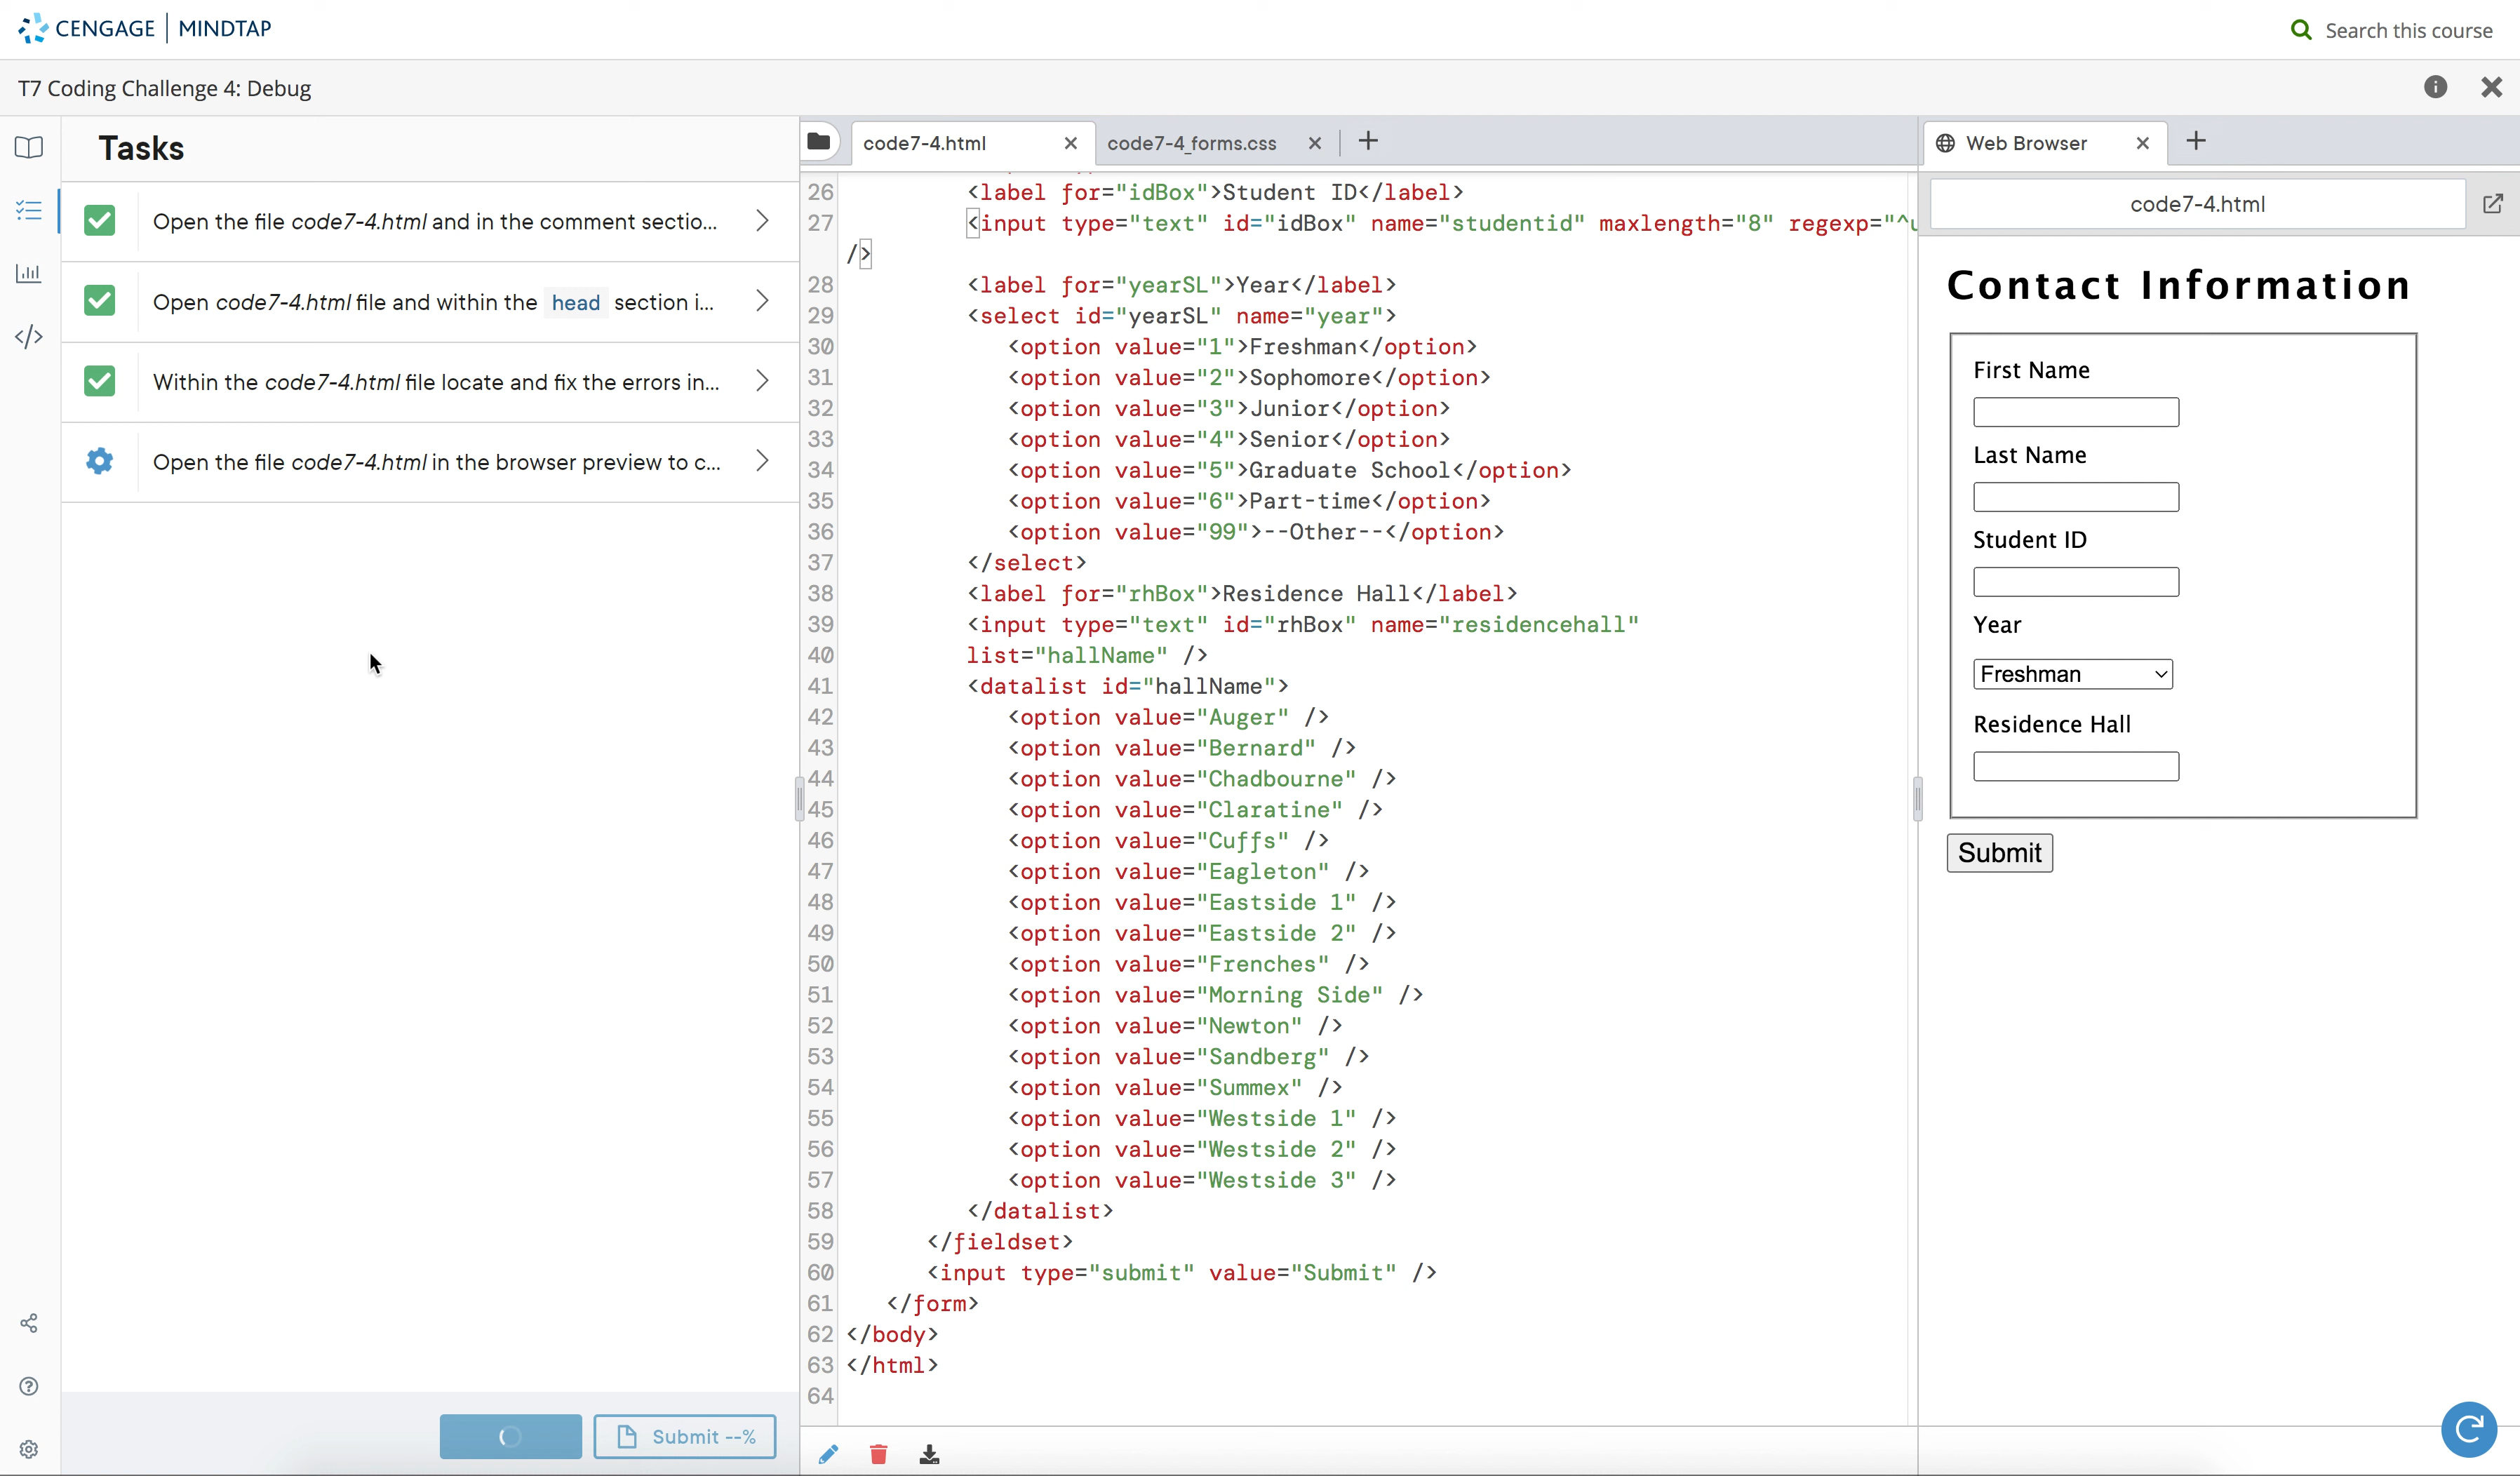 CENGAGE | MINDTAP
Search this course
T7 Coding Challenge 4: Debug
Tasks
Open the file code7-4.html and in the comment sectio...
Open code7-4.html file and within the head section i...
Within the code7-4.html file locate and fix the errors in...
Open the file code7-4.html in the browser preview to c...
Submit --%
code7-4.html
code7-4_forms.css
26 <label for="idBox">Student ID</label>
27 <input type="text" id="idBox" name="studentid" maxlength="8" regexp="^
/>
28 <label for="yearSL">Year</label>
29 <select id="yearSL" name="year">
30 <option value="1">Freshman</option>
31 <option value="2">Sophomore</option>
32 <option value="3">Junior</option>
33 <option value="4">Senior</option>
34 <option value="5">Graduate School</option>
35 <option value="6">Part-time</option>
36 <option value="99">--Other--</option>
37 </select>
38 <label for="rhBox">Residence Hall</label>
39 <input type="text" id="rhBox" name="residencehall"
40 list="hallName" />
41 <datalist id="hallName">
42 <option value="Auger" />
43 <option value="Bernard" />
44 <option value="Chadbourne" />
45 <option value="Claratine" />
46 <option value="Cuffs" />
47 <option value="Eagleton" />
48 <option value="Eastside 1" />
49 <option value="Eastside 2" />
50 <option value="Frenches" />
51 <option value="Morning Side" />
52 <option value="Newton" />
53 <option value="Sandberg" />
54 <option value="Summex" />
55 <option value="Westside 1" />
56 <option value="Westside 2" />
57 <option value="Westside 3" />
58 </datalist>
59 </fieldset>
60 <input type="submit" value="Submit" />
61 </form>
62 </body>
63 </html>
64
Web Browser
code7-4.html
Contact Information
First Name
Last Name
Student ID
Year
Freshman
Residence Hall
Submit